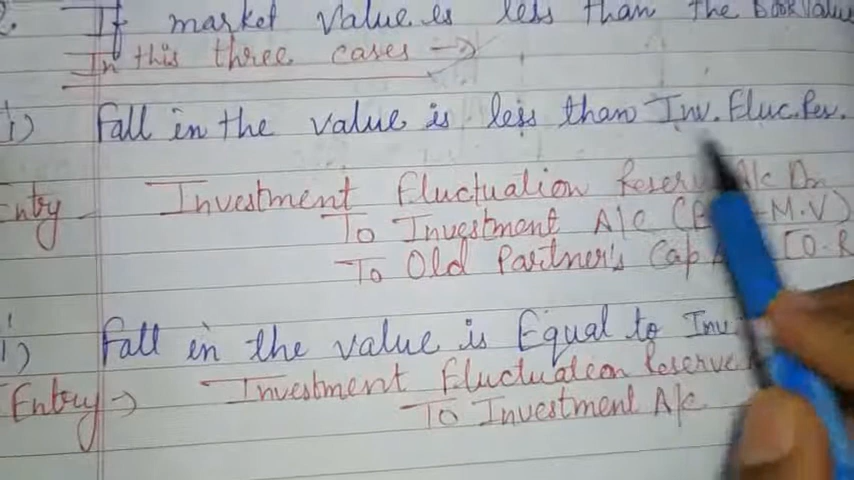 2. If market value is less than the Book Value
In this three cases →
i) Fall in the value is less than Inv. Fluc. Res.
Entry Investment Fluctuation Reserve A/c Dr
To Investment A/c (B -M.V)
To Old Partner's Cap A [O.R
ii) Fall in the value is Equal to Inv
Entry → Investment Fluctuation Reserve
To Investment A/c